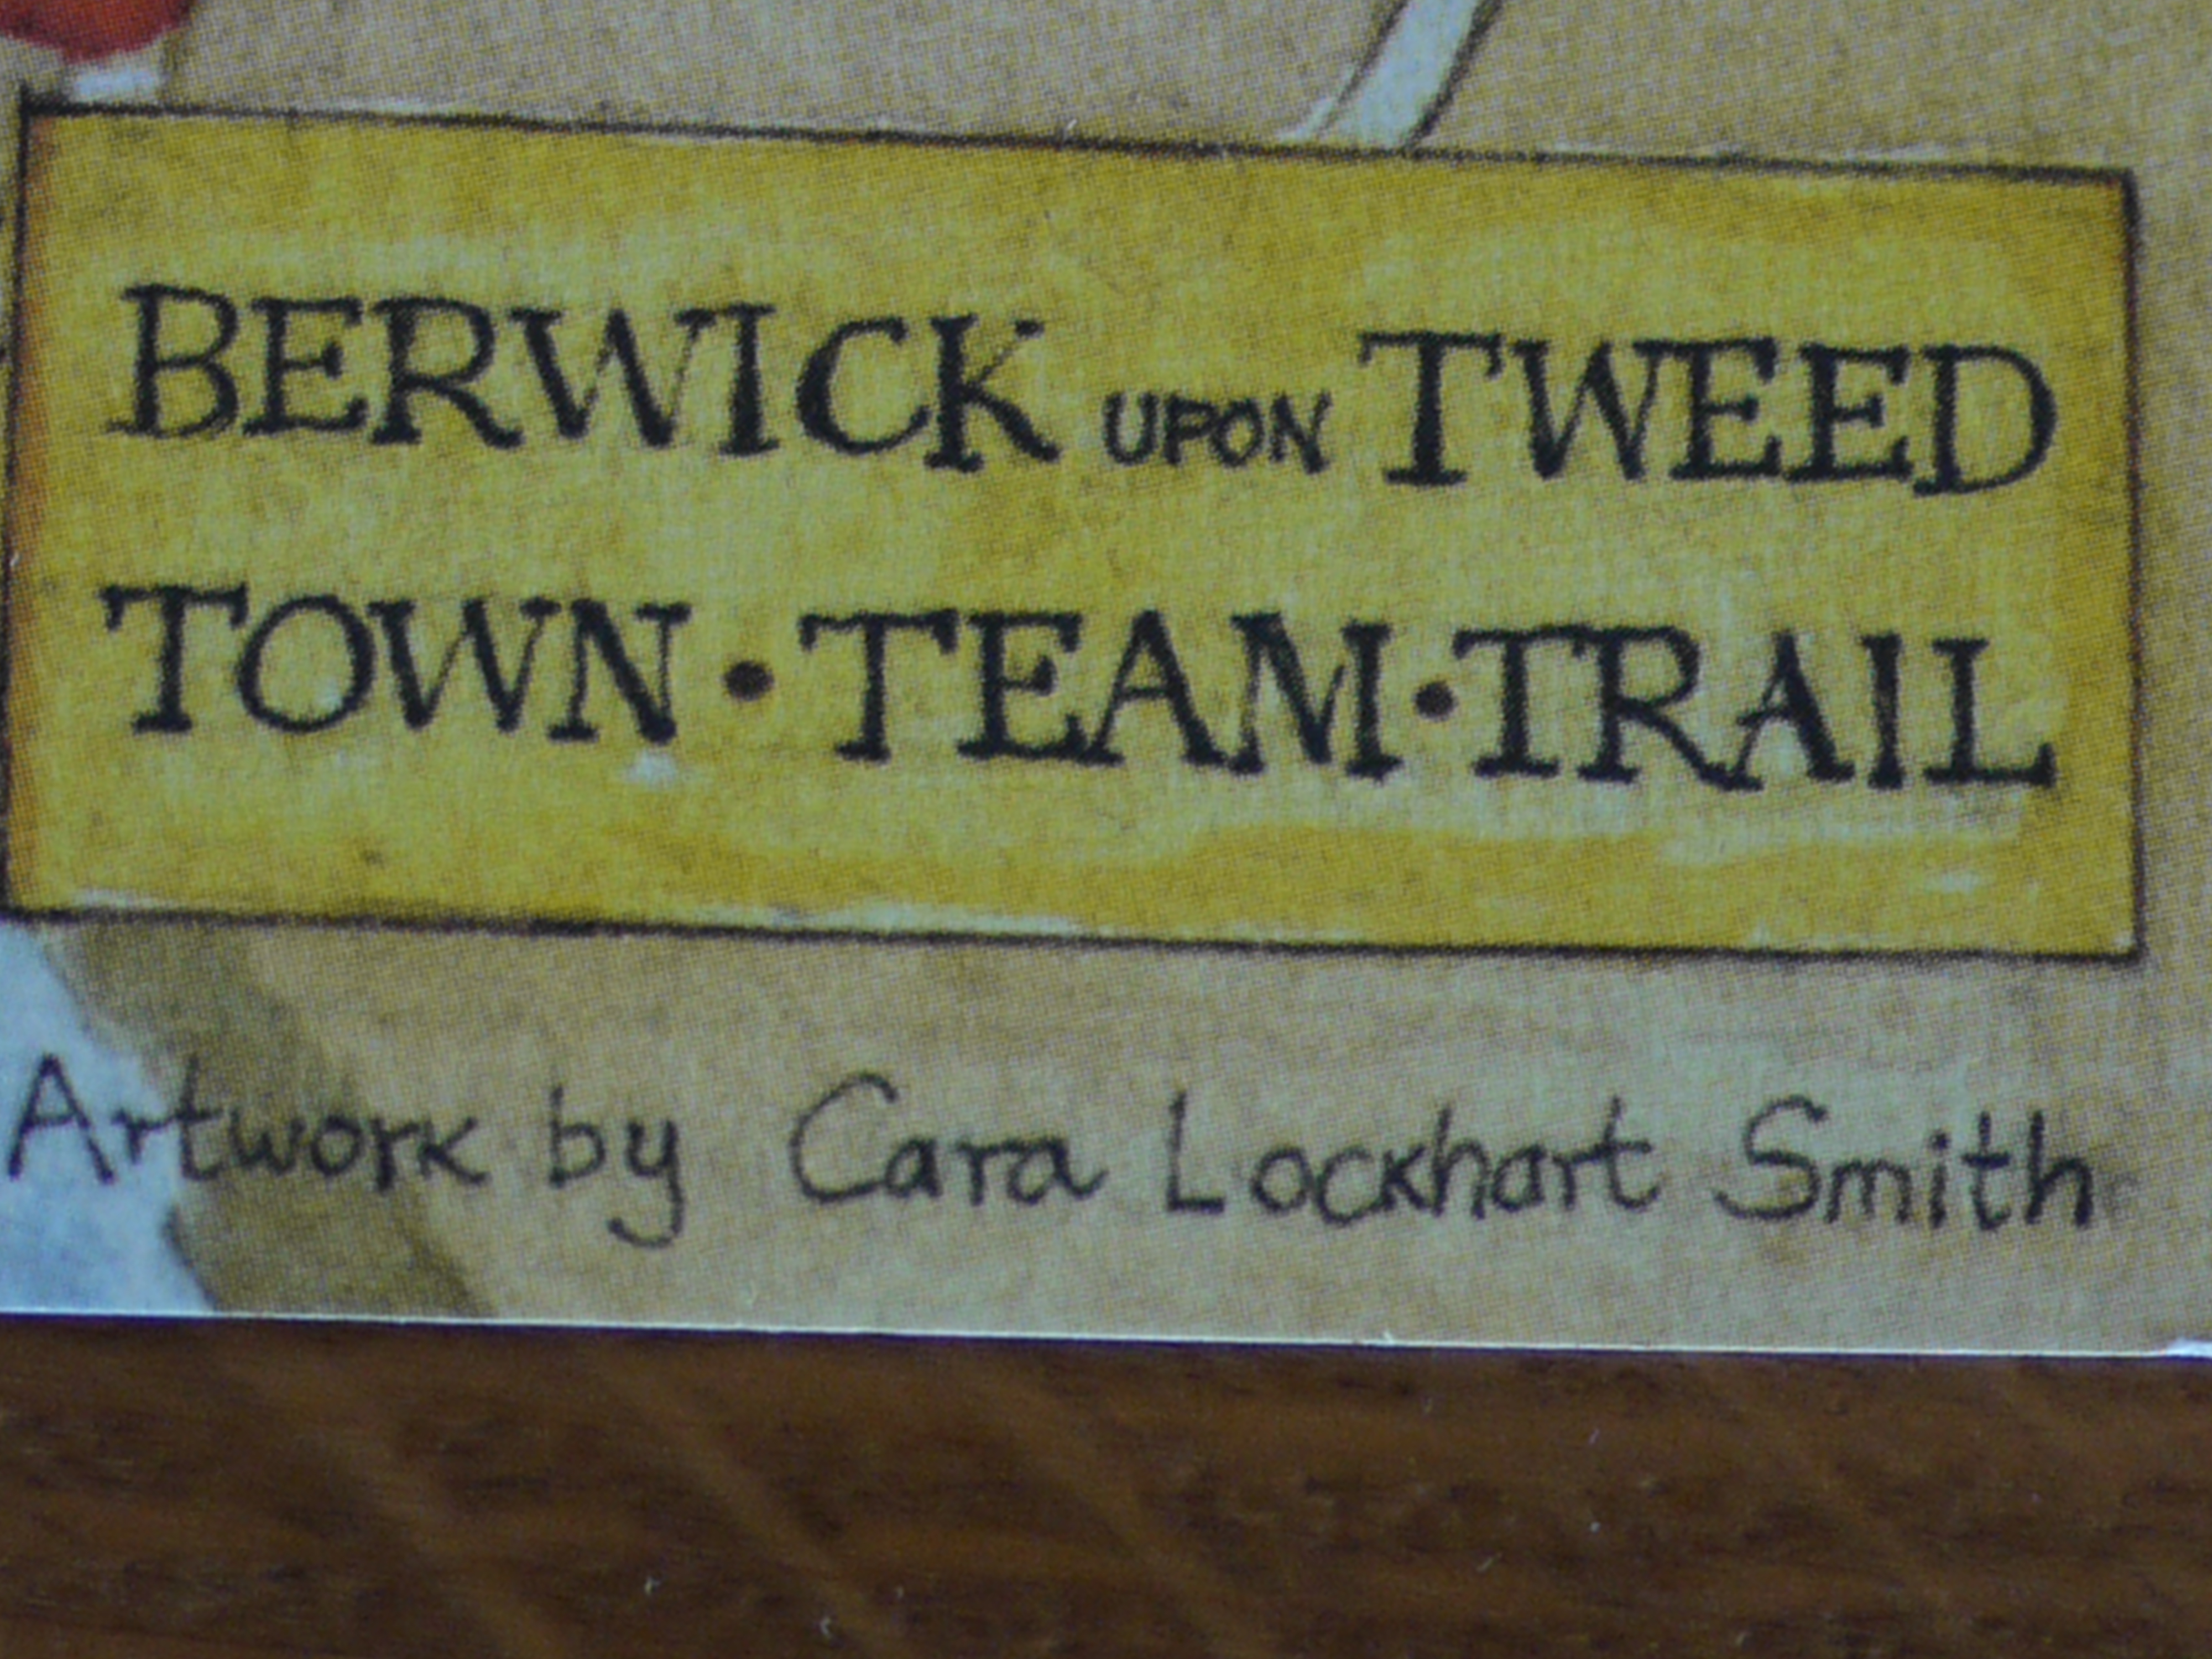 BERWICK UPON TWEED
TOWN • TEAM • TRAIL
Artwork by Cara Lockhart Smith